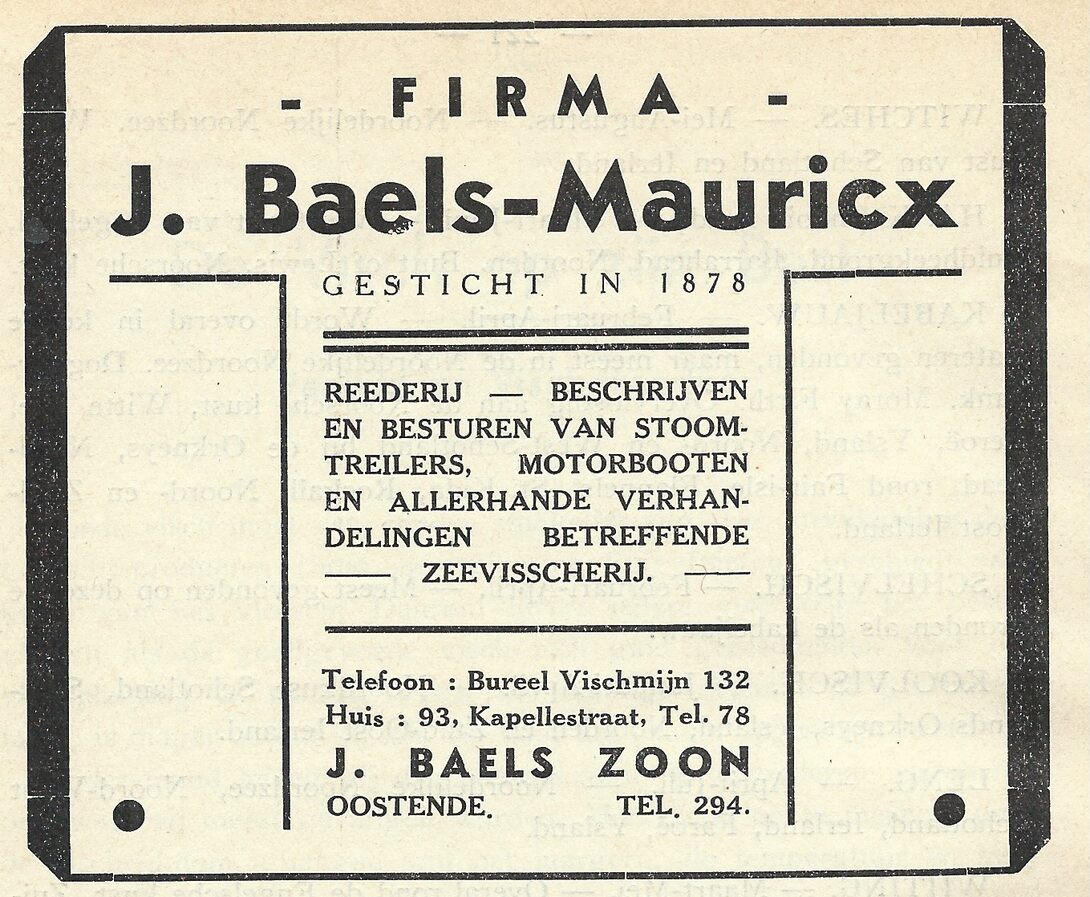 - FIRMA -
J. Baels-Mauricx
GESTICHT IN 1878
REEDERIJ — BESCHRIJVEN
EN BESTUREN VAN STOOM-
TREILERS, MOTORBOOTEN
EN ALLERHANDE VERHAN-
DELINGEN BETREFFENDE
— ZEEVISSCHERIJ. —
Telefoon : Bureel Vischmijn 132
Huis : 93, Kapellestraat, Tel. 78
J. BAELS ZOON
OOSTENDE. TEL. 294.